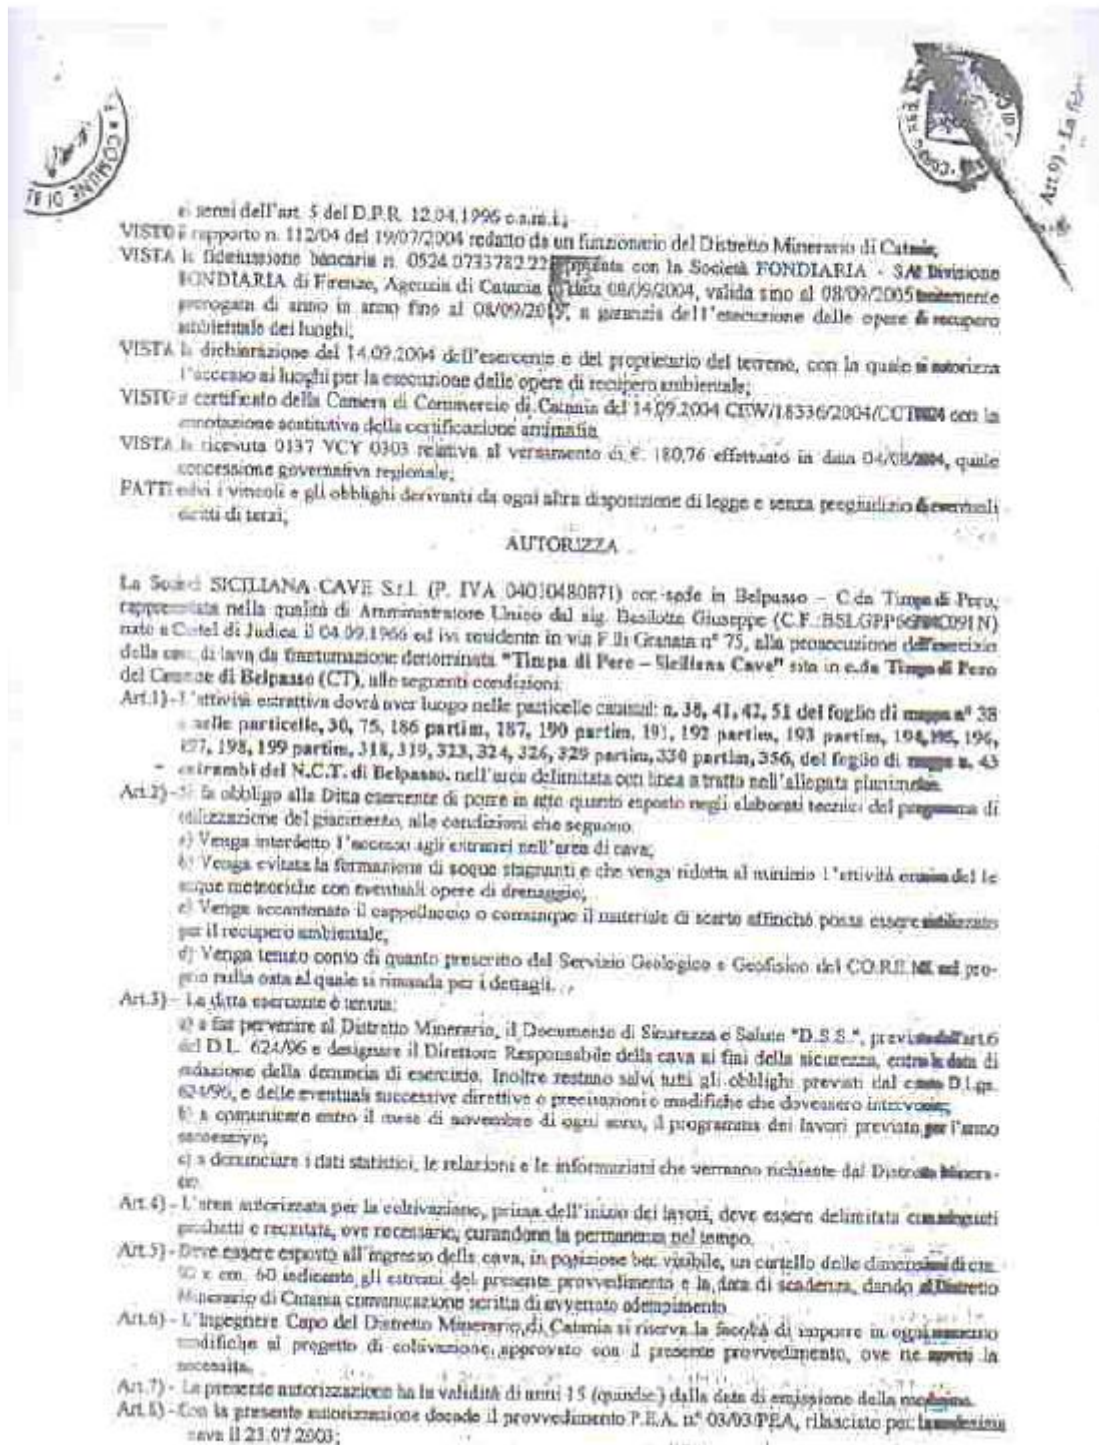 COMUNE DI BE
Art. 9) - La
ai sensi dell'art. 5 del D.P.R. 12.04.1996 e.s.m.i.;
VISTO il rapporto n. 112/04 del 19/07/2004 redatto da un funzionario del Distretto Minerario di Catania;
VISTA la fideiussione bancaria n. 0524.0733782.22 con la Società FONDIARIA - SAI Divisione
FONDIARIA di Firenze, Agenzia di Catania data 08/09/2004, valida sino al 08/09/2005 tacitamente
prorogata di anno in anno fino al a garanzia dell'esecuzione delle opere di recupero
ambientale dei luoghi;
VISTA la dichiarazione del 14.09.2004 dell'esercente e del proprietario del terreno, con la quale si autorizza
l'accesso ai luoghi per la esecuzione delle opere di recupero ambientale;
VISTO il certificato della Camera di Commercio di Catania del 14.09.2004 CEW/18336/2004/ con la
annotazione sostitutiva della certificazione antimafia
VISTA la ricevuta 0137 VCY 0303 relativa al versamento di €. 180,76 effettuato in data 04/08/2004, quale
concessione governativa regionale;
FATTI salvi i vincoli e gli obblighi derivanti da ogni altra disposizione di legge e senza pregiudizio di eventuali
diritti di terzi;
AUTORIZZA
La Società SICILIANA CAVE S.r.l. (P. IVA 04010480871) con sede in Belpasso – C.da Timpa di Pero,
rappresentata nella qualità di Amministratore Unico dal sig. Basilotta Giuseppe (C.F.:
nato a Castel di Judica il 04.09.1966 ed ivi residente in via F.lli Granata n° 75, alla prosecuzione dell'esercizio
della cava di lava da frantumazione denominata "Timpa di Pero – Siciliana Cave" sita in c.da Timpa di Pero
del Comune di Belpasso (CT), alle seguenti condizioni:
Art.1) - L'attività estrattiva dovrà aver luogo nelle particelle catastali: n. 38, 41, 42, 51 del foglio di mappa n° 38
e nelle particelle, 30, 75, 186 partim, 187, 190 partim, 191, 192 partim, 193 partim, 194, 195, 196,
197, 198, 199 partim, 318, 319, 323, 324, 326, 329 partim, 330 partim, 356, del foglio di mappa n. 43
entrambi del N.C.T. di Belpasso, nell'area delimitata con linea a tratto nell'allegata planimetria.
Art.2) - Si fa obbligo alla Ditta esercente di porre in atto quanto esposto negli elaborati tecnici del programma di
utilizzazione del giacimento, alle condizioni che seguono:
a) Venga interdetto l'accesso agli estranei nell'area di cava;
b) Venga evitata la formazione di acque stagnanti e che venga ridotta al minimo l'attività erosiva del le
acque meteoriche con eventuali opere di drenaggio;
c) Venga accantonato il cappellaccio o comunque il materiale di scarto affinchè possa essere riutilizzato
per il recupero ambientale;
d) Venga tenuto conto di quanto prescritto dal Servizio Geologico e Geofisico del CO.RE.MI. nel pro-
prio nulla osta al quale si rimanda per i dettagli.
Art.3) – La ditta esercente è tenuta:
a) a far pervenire al Distretto Minerario, il Documento di Sicurezza e Salute "D.S.S.", previsto dall'art.6
del D.L. 624/96 e designare il Direttore Responsabile della cava ai fini della sicurezza, entro la data di
redazione della denuncia di esercizio. Inoltre restano salvi tutti gli obblighi previsti dal D.Lgs.
624/96, e delle eventuali successive direttive o precisazioni o modifiche che dovessero intervenire;
b) a comunicare entro il mese di novembre di ogni anno, il programma dei lavori previsto per l'anno
successivo;
c) a denunciare i dati statistici, le relazioni e le informazioni che verranno richieste dal Distretto Minera-
rio.
Art.4) - L'area autorizzata per la coltivazione, prima dell'inizio dei lavori, deve essere delimitata con
picchetti e recintata, ove necessario, curandone la permanenza nel tempo.
Art.5) - Deve essere esposto all'ingresso della cava, in posizione ben visibile, un cartello delle dimensioni di cm.
x cm. 60 indicante gli estremi del presente provvedimento e la data di scadenza, dando al Distretto
Minerario di Catania comunicazione scritta di avvenuto adempimento.
Art.6) - L'Ingegnere Capo del Distretto Minerario di Catania si riserva la facoltà di imporre in ogni momento
modifiche al progetto di coltivazione approvato con il presente provvedimento, ove ne ravvisi la
necessità.
Art.7) - La presente autorizzazione ha la validità di anni 15 (quindici) dalla data di emissione della medesima.
Art.8) - Con la presente autorizzazione decade il provvedimento P.E.A. n° 03/03/PEA, rilasciato per la medesima
cava il 23.07.2003;